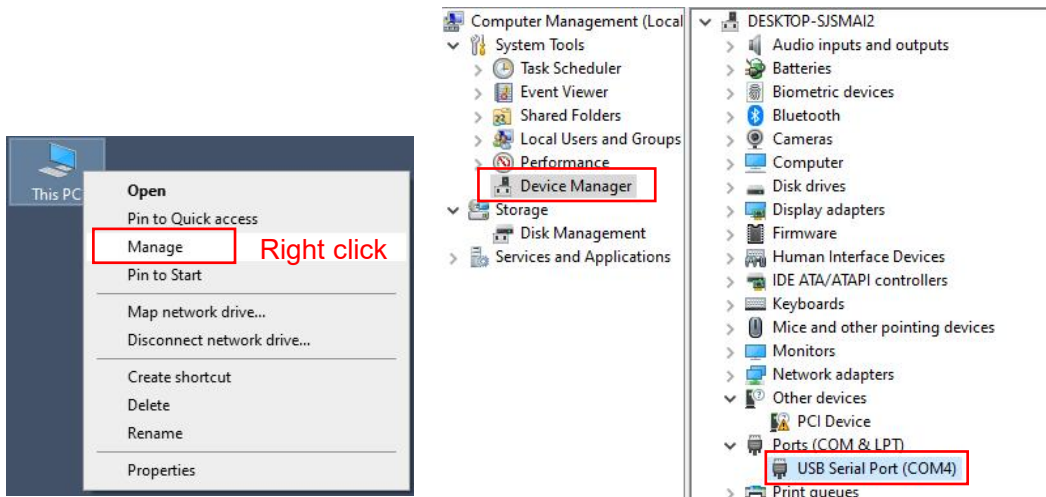 This PC
Open
Pin to Quick access
Manage
Right click
Pin to Start
Map network drive...
Disconnect network drive...
Create shortcut
Delete
Rename
Properties
Computer Management (Local
System Tools
Task Scheduler
Event Viewer
Shared Folders
Local Users and Groups
Performance
Device Manager
Storage
Disk Management
Services and Applications
DESKTOP-SJSMAI2
Audio inputs and outputs
Batteries
Biometric devices
Bluetooth
Cameras
Computer
Disk drives
Display adapters
Firmware
Human Interface Devices
IDE ATA/ATAPI controllers
Keyboards
Mice and other pointing devices
Monitors
Network adapters
Other devices
PCI Device
Ports (COM & LPT)
USB Serial Port (COM4)
Print queues